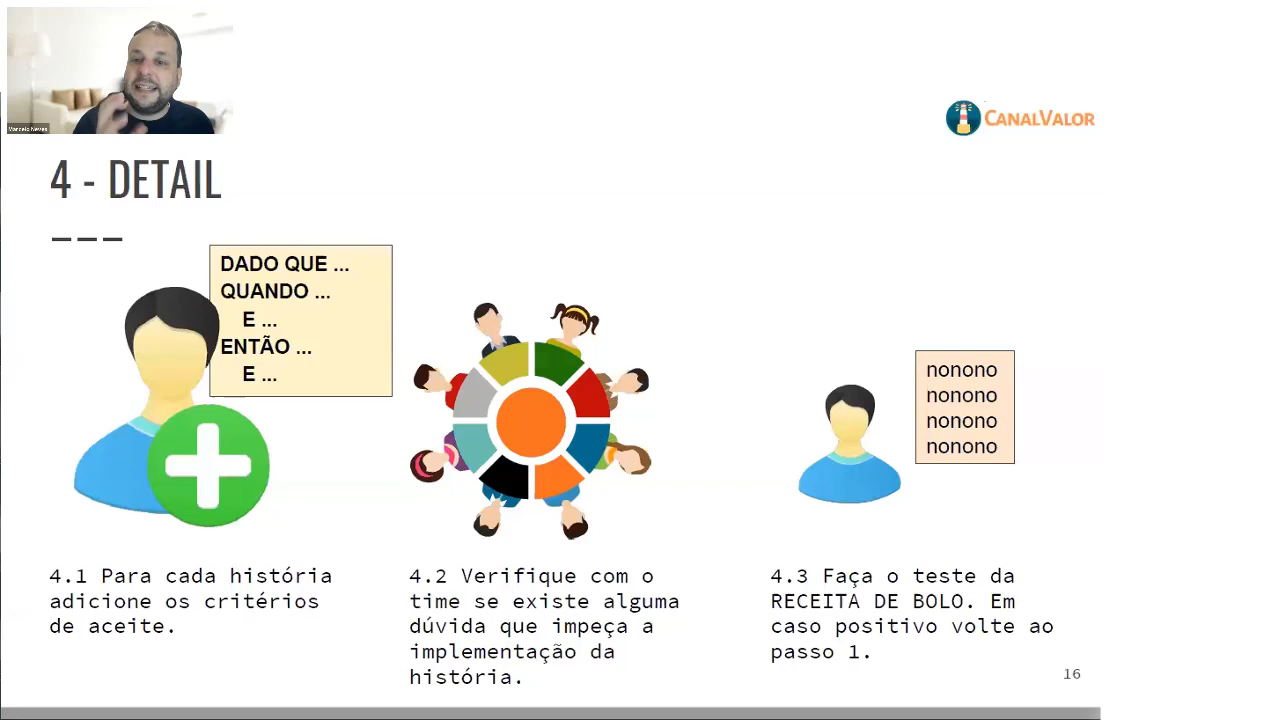 Marcelo Neves
CANALVALOR
4 - DETAIL
DADO QUE ...
QUANDO ...
E ...
ENTÃO ...
E ...
nonono
nonono
nonono
nonono
4.1 Para cada história
adicione os critérios
de aceite.
4.2 Verifique com o
time se existe alguma
dúvida que impeça a
implementação da
história.
4.3 Faça o teste da
RECEITA DE BOLO. Em
caso positivo volte ao
passo 1.
16